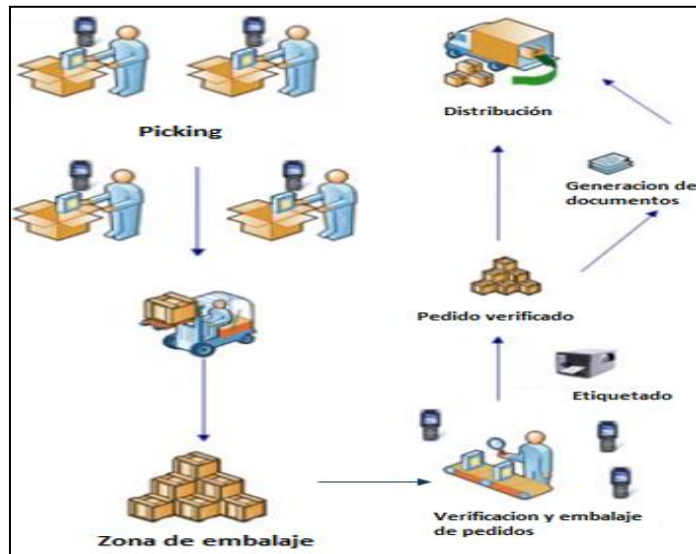 Picking
Zona de embalaje
Verificacion y embalaje
de pedidos
Etiquetado
Pedido verificado
Generacion de
documentos
Distribución